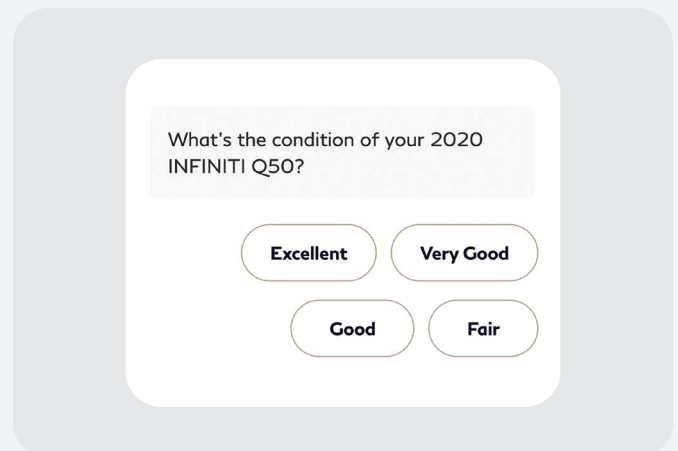 What's the condition of your 2020
INFINITI Q50?
Excellent Very Good
Good Fair